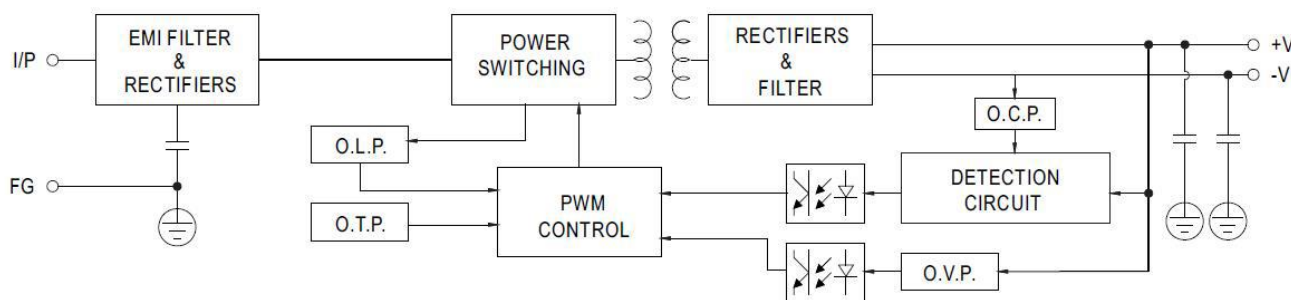 I/P
EMI FILTER
&
RECTIFIERS
POWER
SWITCHING
RECTIFIERS
&
FILTER
+V
-V
O.C.P.
O.L.P.
FG
O.T.P.
PWM
CONTROL
DETECTION
CIRCUIT
O.V.P.